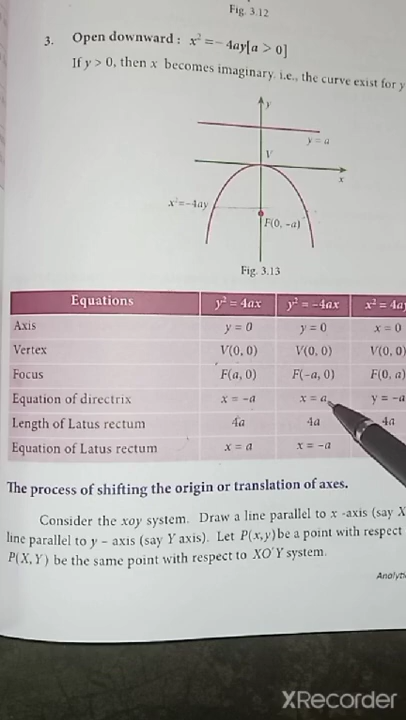 Fig. 3.12
3. Open downward : x² = – 4ay[a > 0]
If y > 0, then x becomes imaginary. i.e., the curve exist for y
y
y = a
V
x
x²=–4ay
F(0, –a)
Fig. 3.13
Equations y² = 4ax y² = –4ax x² = 4ay
Axis y = 0 y = 0 x = 0
Vertex V(0, 0) V(0, 0) V(0, 0)
Focus F(a, 0) F(–a, 0) F(0, a)
Equation of directrix x = –a x = a y = –a
Length of Latus rectum 4a 4a 4a
Equation of Latus rectum x = a x = –a
The process of shifting the origin or translation of axes.
Consider the xoy system. Draw a line parallel to x -axis (say X
line parallel to y – axis (say Y axis). Let P(x,y) be a point with respect
P(X,Y) be the same point with respect to XO'Y system.
XRecorder